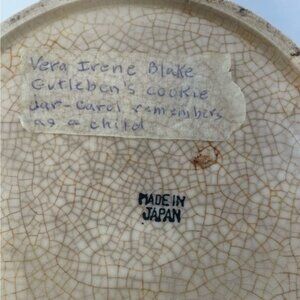 Vera Irene Blake
Gutleben's cookie
jar-Carol remembers
as a child
MADE IN
JAPAN